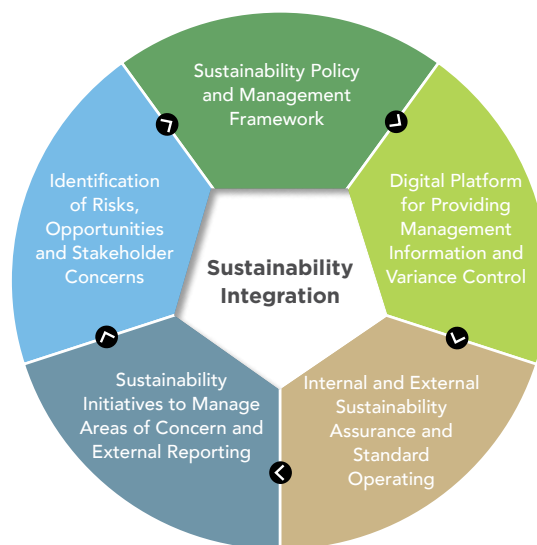 Sustainability Policy
and Management
Framework
Digital Platform
for Providing
Management
Information and
Variance Control
Internal and External
Sustainability
Assurance and
Standard
Operating
Sustainability
Initiatives to Manage
Areas of Concern and
External Reporting
Identification
of Risks,
Opportunities
and Stakeholder
Concerns
Sustainability
Integration